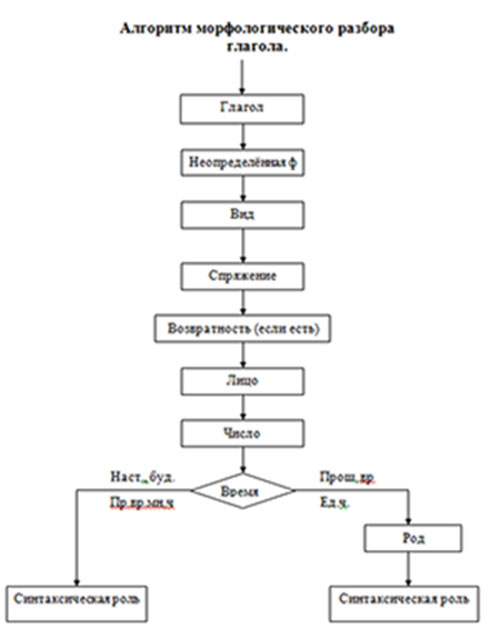 Алгоритм морфологического разбора
глагола.
Глагол
Неопределённая ф
Вид
Спряжение
Возвратность (если есть)
Лицо
Число
Наст., буд.
Пр.вр.мн.ч
Время
Прош.вр
Ед.ч.
Род
Синтаксическая роль
Синтаксическая роль